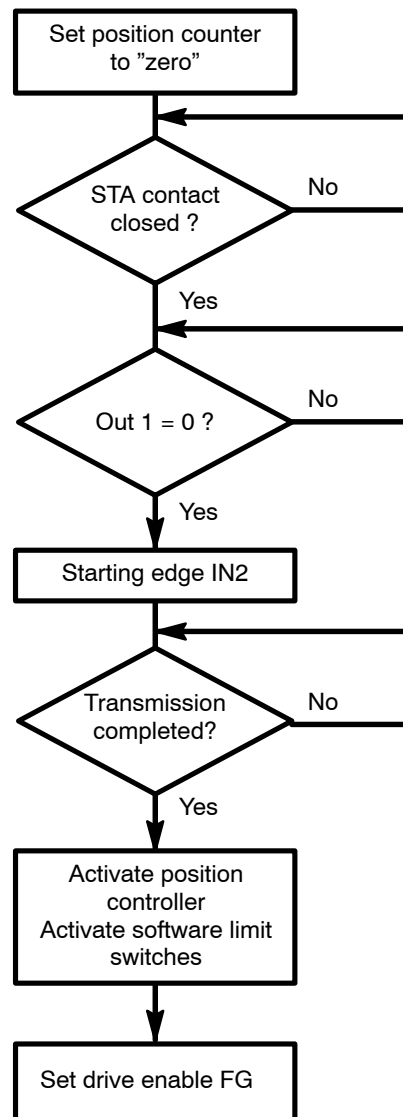 Set position counter
to ”zero”
STA contact
closed ?
No
Yes
Out 1 = 0 ?
No
Yes
Starting edge IN2
Transmission
completed?
No
Yes
Activate position
controller
Activate software limit
switches
Set drive enable FG